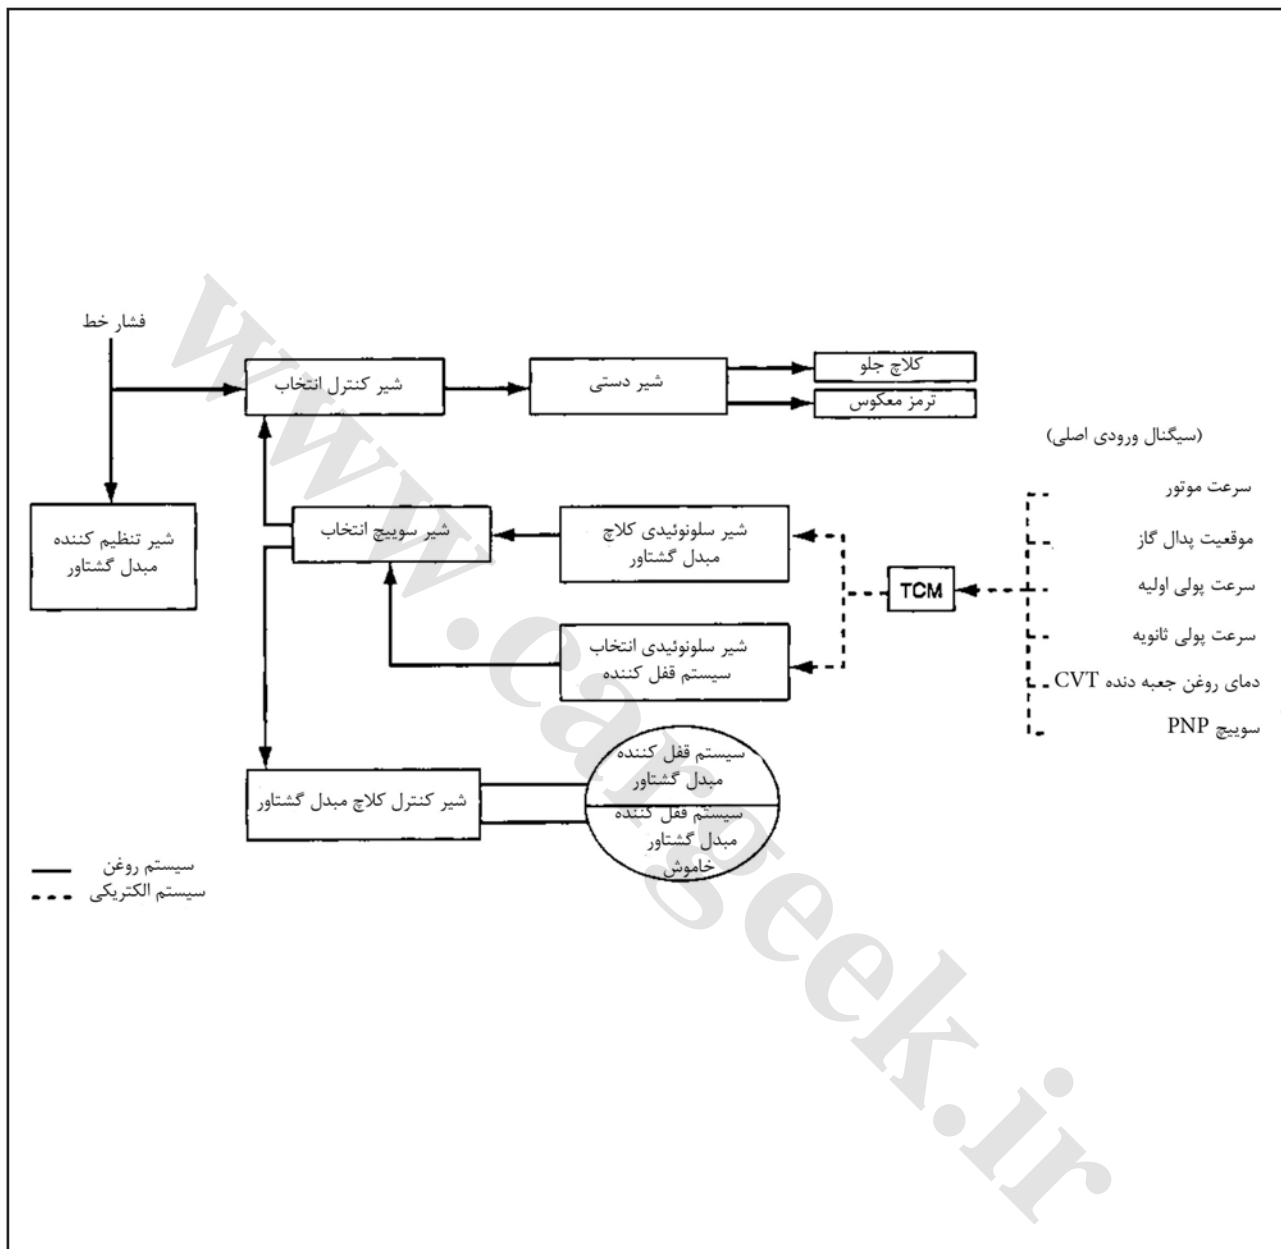 فشار خط
شیر کنترل انتخاب
شیر دستی
کلاچ جلو
ترمز معکوس
(سیگنال ورودی اصلی)
سرعت موتور
موقعیت پدال گاز
سرعت پولی اولیه
سرعت پولی ثانویه
دمای روغن جعبه دنده CVT
سوییچ PNP
TCM
شیر تنظیم کننده
مبدل گشتاور
شیر سوییچ انتخاب
شیر سلونوئیدی کلاچ
مبدل گشتاور
شیر سلونوئیدی انتخاب
سیستم قفل کننده
شیر کنترل کلاچ مبدل گشتاور
سیستم قفل کننده
مبدل گشتاور
سیستم قفل کننده
مبدل گشتاور
خاموش
سیستم روغن
سیستم الکتریکی
www.cargeek.ir